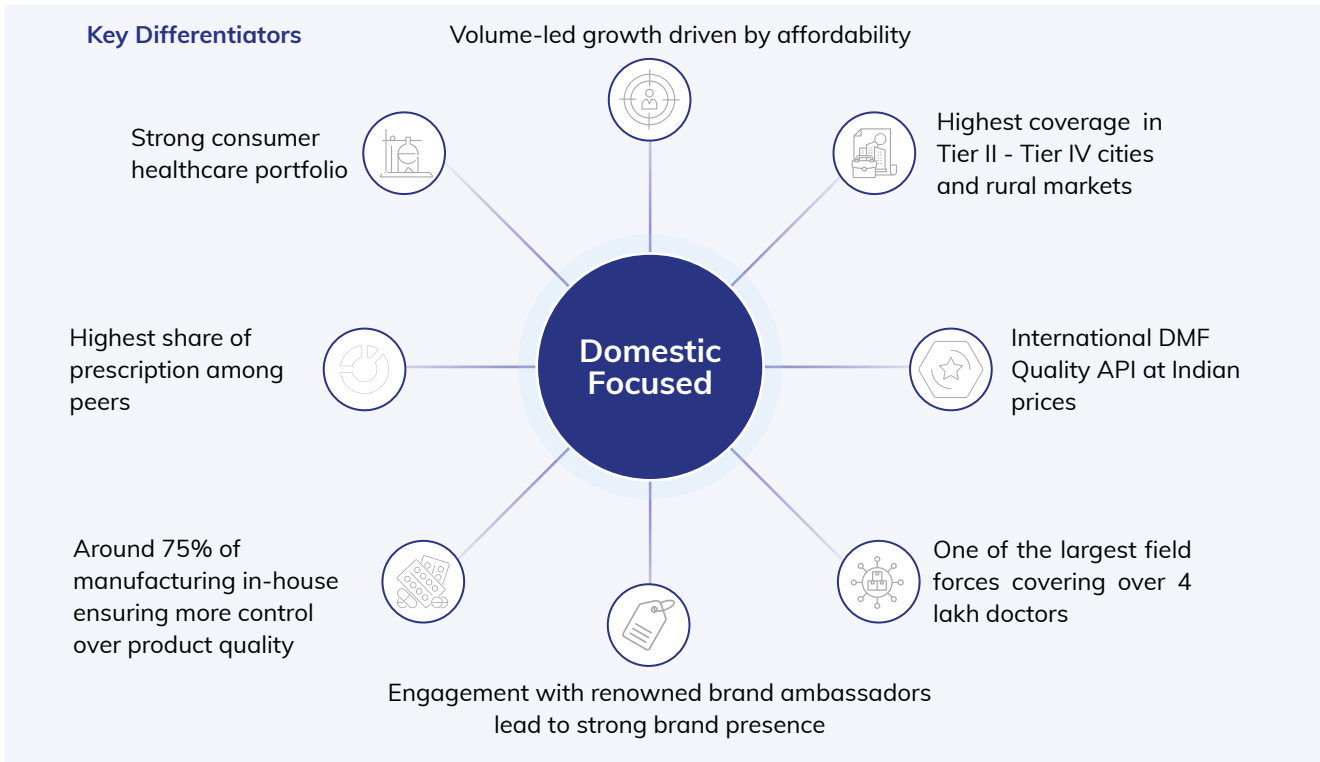 Key Differentiators
Volume-led growth driven by affordability
Strong consumer
healthcare portfolio
Highest coverage in
Tier II - Tier IV cities
and rural markets
Highest share of
prescription among
peers
Domestic
Focused
International DMF
Quality API at Indian
prices
Around 75% of
manufacturing in-house
ensuring more control
over product quality
One of the largest field
forces covering over 4
lakh doctors
Engagement with renowned brand ambassadors
lead to strong brand presence